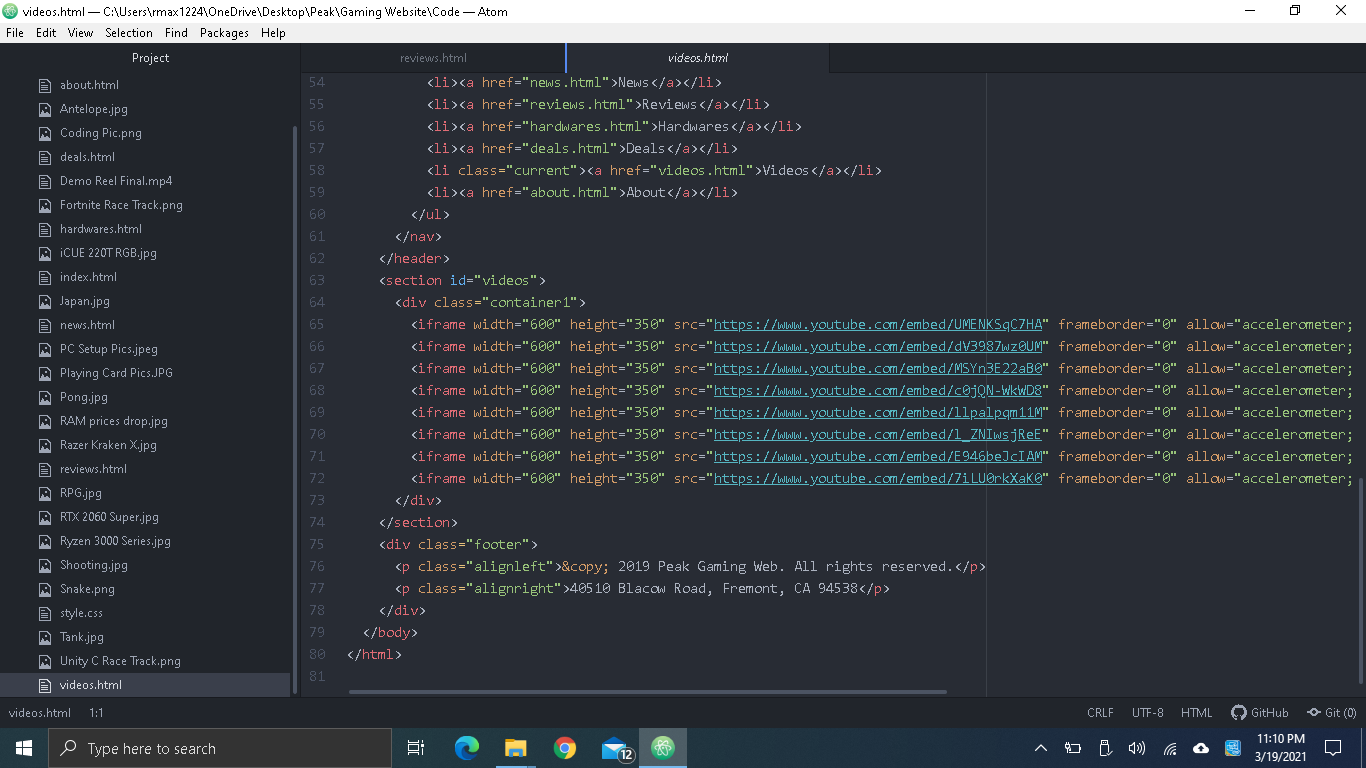 videos.html — C:\Users\rmax1224\OneDrive\Desktop\Peak\Gaming Website\Code — Atom
File Edit View Selection Find Packages Help
Project
about.html
Antelope.jpg
Coding Pic.png
deals.html
Demo Reel Final.mp4
Fortnite Race Track.png
hardwares.html
iCUE 220T RGB.jpg
index.html
Japan.jpg
news.html
PC Setup Pics.jpeg
Playing Card Pics.JPG
Pong.jpg
RAM prices drop.jpg
Razer Kraken X.jpg
reviews.html
RPG.jpg
RTX 2060 Super.jpg
Ryzen 3000 Series.jpg
Shooting.jpg
Snake.png
style.css
Tank.jpg
Unity C Race Track.png
videos.html
reviews.html videos.html
54 <li><a href="news.html">News</a></li>
55 <li><a href="reviews.html">Reviews</a></li>
56 <li><a href="hardwares.html">Hardwares</a></li>
57 <li><a href="deals.html">Deals</a></li>
58 <li class="current"><a href="videos.html">Videos</a></li>
59 <li><a href="about.html">About</a></li>
60 </ul>
61 </nav>
62 </header>
63 <section id="videos">
64 <div class="container1">
65 <iframe width="600" height="350" src="https://www.youtube.com/embed/UMENKSqC7HA" frameborder="0" allow="accelerometer;
66 <iframe width="600" height="350" src="https://www.youtube.com/embed/dV3987wz0UM" frameborder="0" allow="accelerometer;
67 <iframe width="600" height="350" src="https://www.youtube.com/embed/MSYn3E22aB0" frameborder="0" allow="accelerometer;
68 <iframe width="600" height="350" src="https://www.youtube.com/embed/c0jQN-WkWD8" frameborder="0" allow="accelerometer;
69 <iframe width="600" height="350" src="https://www.youtube.com/embed/llpalpqm11M" frameborder="0" allow="accelerometer;
70 <iframe width="600" height="350" src="https://www.youtube.com/embed/l_ZNIwsjReE" frameborder="0" allow="accelerometer;
71 <iframe width="600" height="350" src="https://www.youtube.com/embed/E946beJcIAM" frameborder="0" allow="accelerometer;
72 <iframe width="600" height="350" src="https://www.youtube.com/embed/7iLU0rkXaK0" frameborder="0" allow="accelerometer;
73 </div>
74 </section>
75 <div class="footer">
76 <p class="alignleft">&copy; 2019 Peak Gaming Web. All rights reserved.</p>
77 <p class="alignright">40510 Blacow Road, Fremont, CA 94538</p>
78 </div>
79 </body>
80 </html>
81
videos.html 1:1 CRLF UTF-8 HTML GitHub Git (0)
Type here to search
12
11:10 PM
3/19/2021